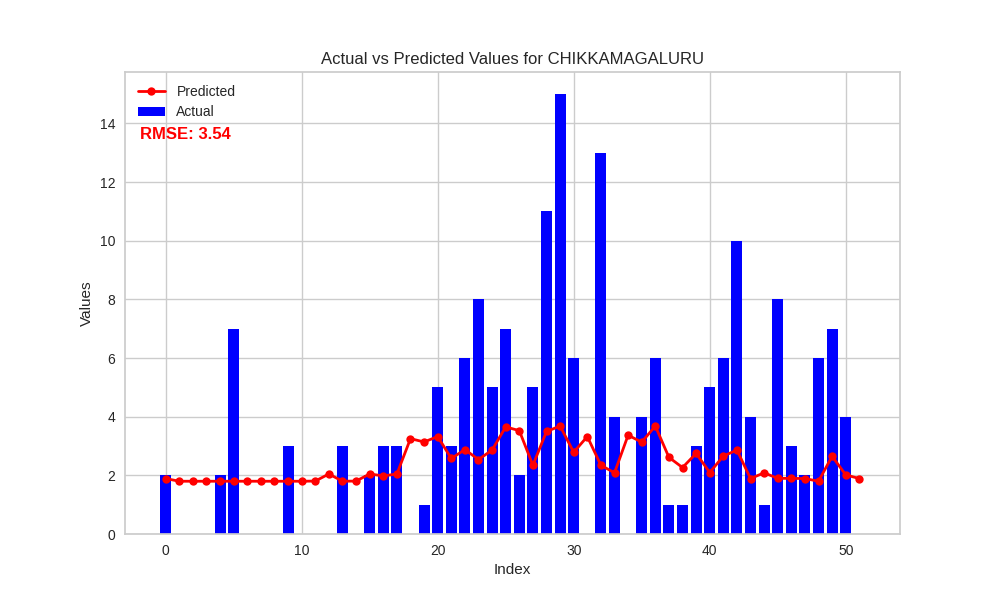 Actual vs Predicted Values for CHIKKAMAGALURU
Predicted
Actual
RMSE: 3.54
Values
14
12
10
8
6
4
2
0
0 10 20 30 40 50
Index